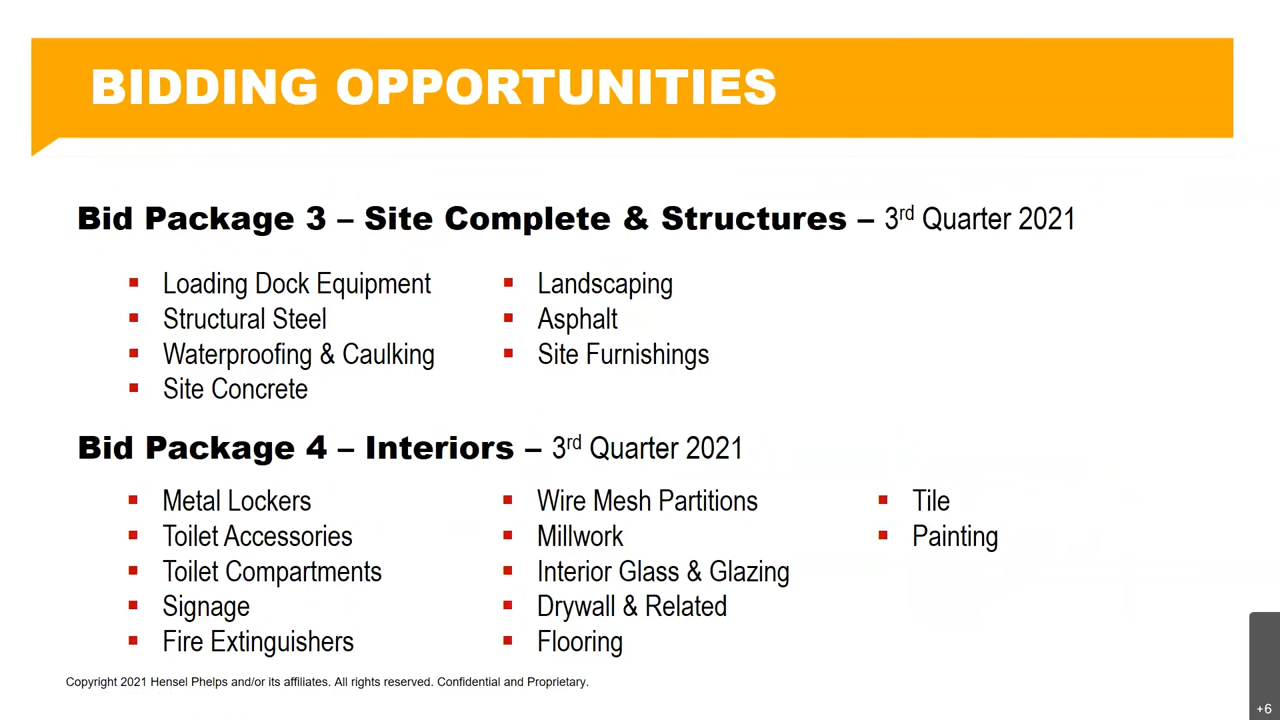 BIDDING OPPORTUNITIES
Bid Package 3 – Site Complete & Structures – 3rd Quarter 2021
Loading Dock Equipment
Structural Steel
Waterproofing & Caulking
Site Concrete
Landscaping
Asphalt
Site Furnishings
Bid Package 4 – Interiors – 3rd Quarter 2021
Metal Lockers
Toilet Accessories
Toilet Compartments
Signage
Fire Extinguishers
Wire Mesh Partitions
Millwork
Interior Glass & Glazing
Drywall & Related
Flooring
Tile
Painting
Copyright 2021 Hensel Phelps and/or its affiliates. All rights reserved. Confidential and Proprietary.
+6